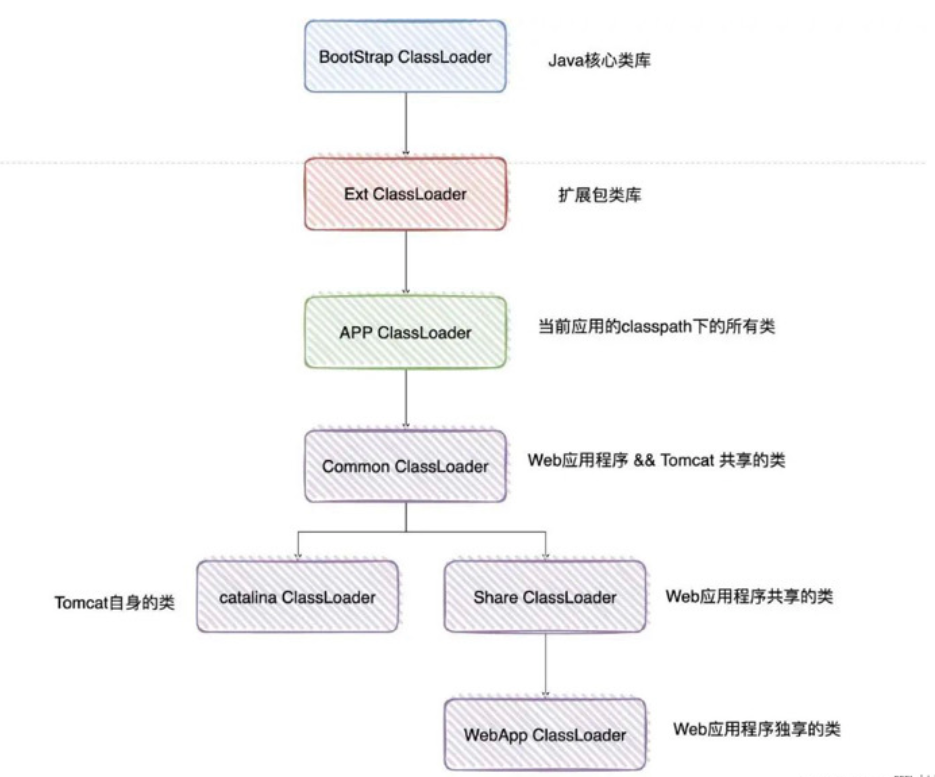 BootStrap ClassLoader
Java核心类库
Ext ClassLoader
扩展包类库
APP ClassLoader
当前应用的classpath下的所有类
Common ClassLoader
Web应用程序 && Tomcat 共享的类
Tomcat自身的类
catalina ClassLoader
Share ClassLoader
Web应用程序共享的类
WebApp ClassLoader
Web应用程序独享的类